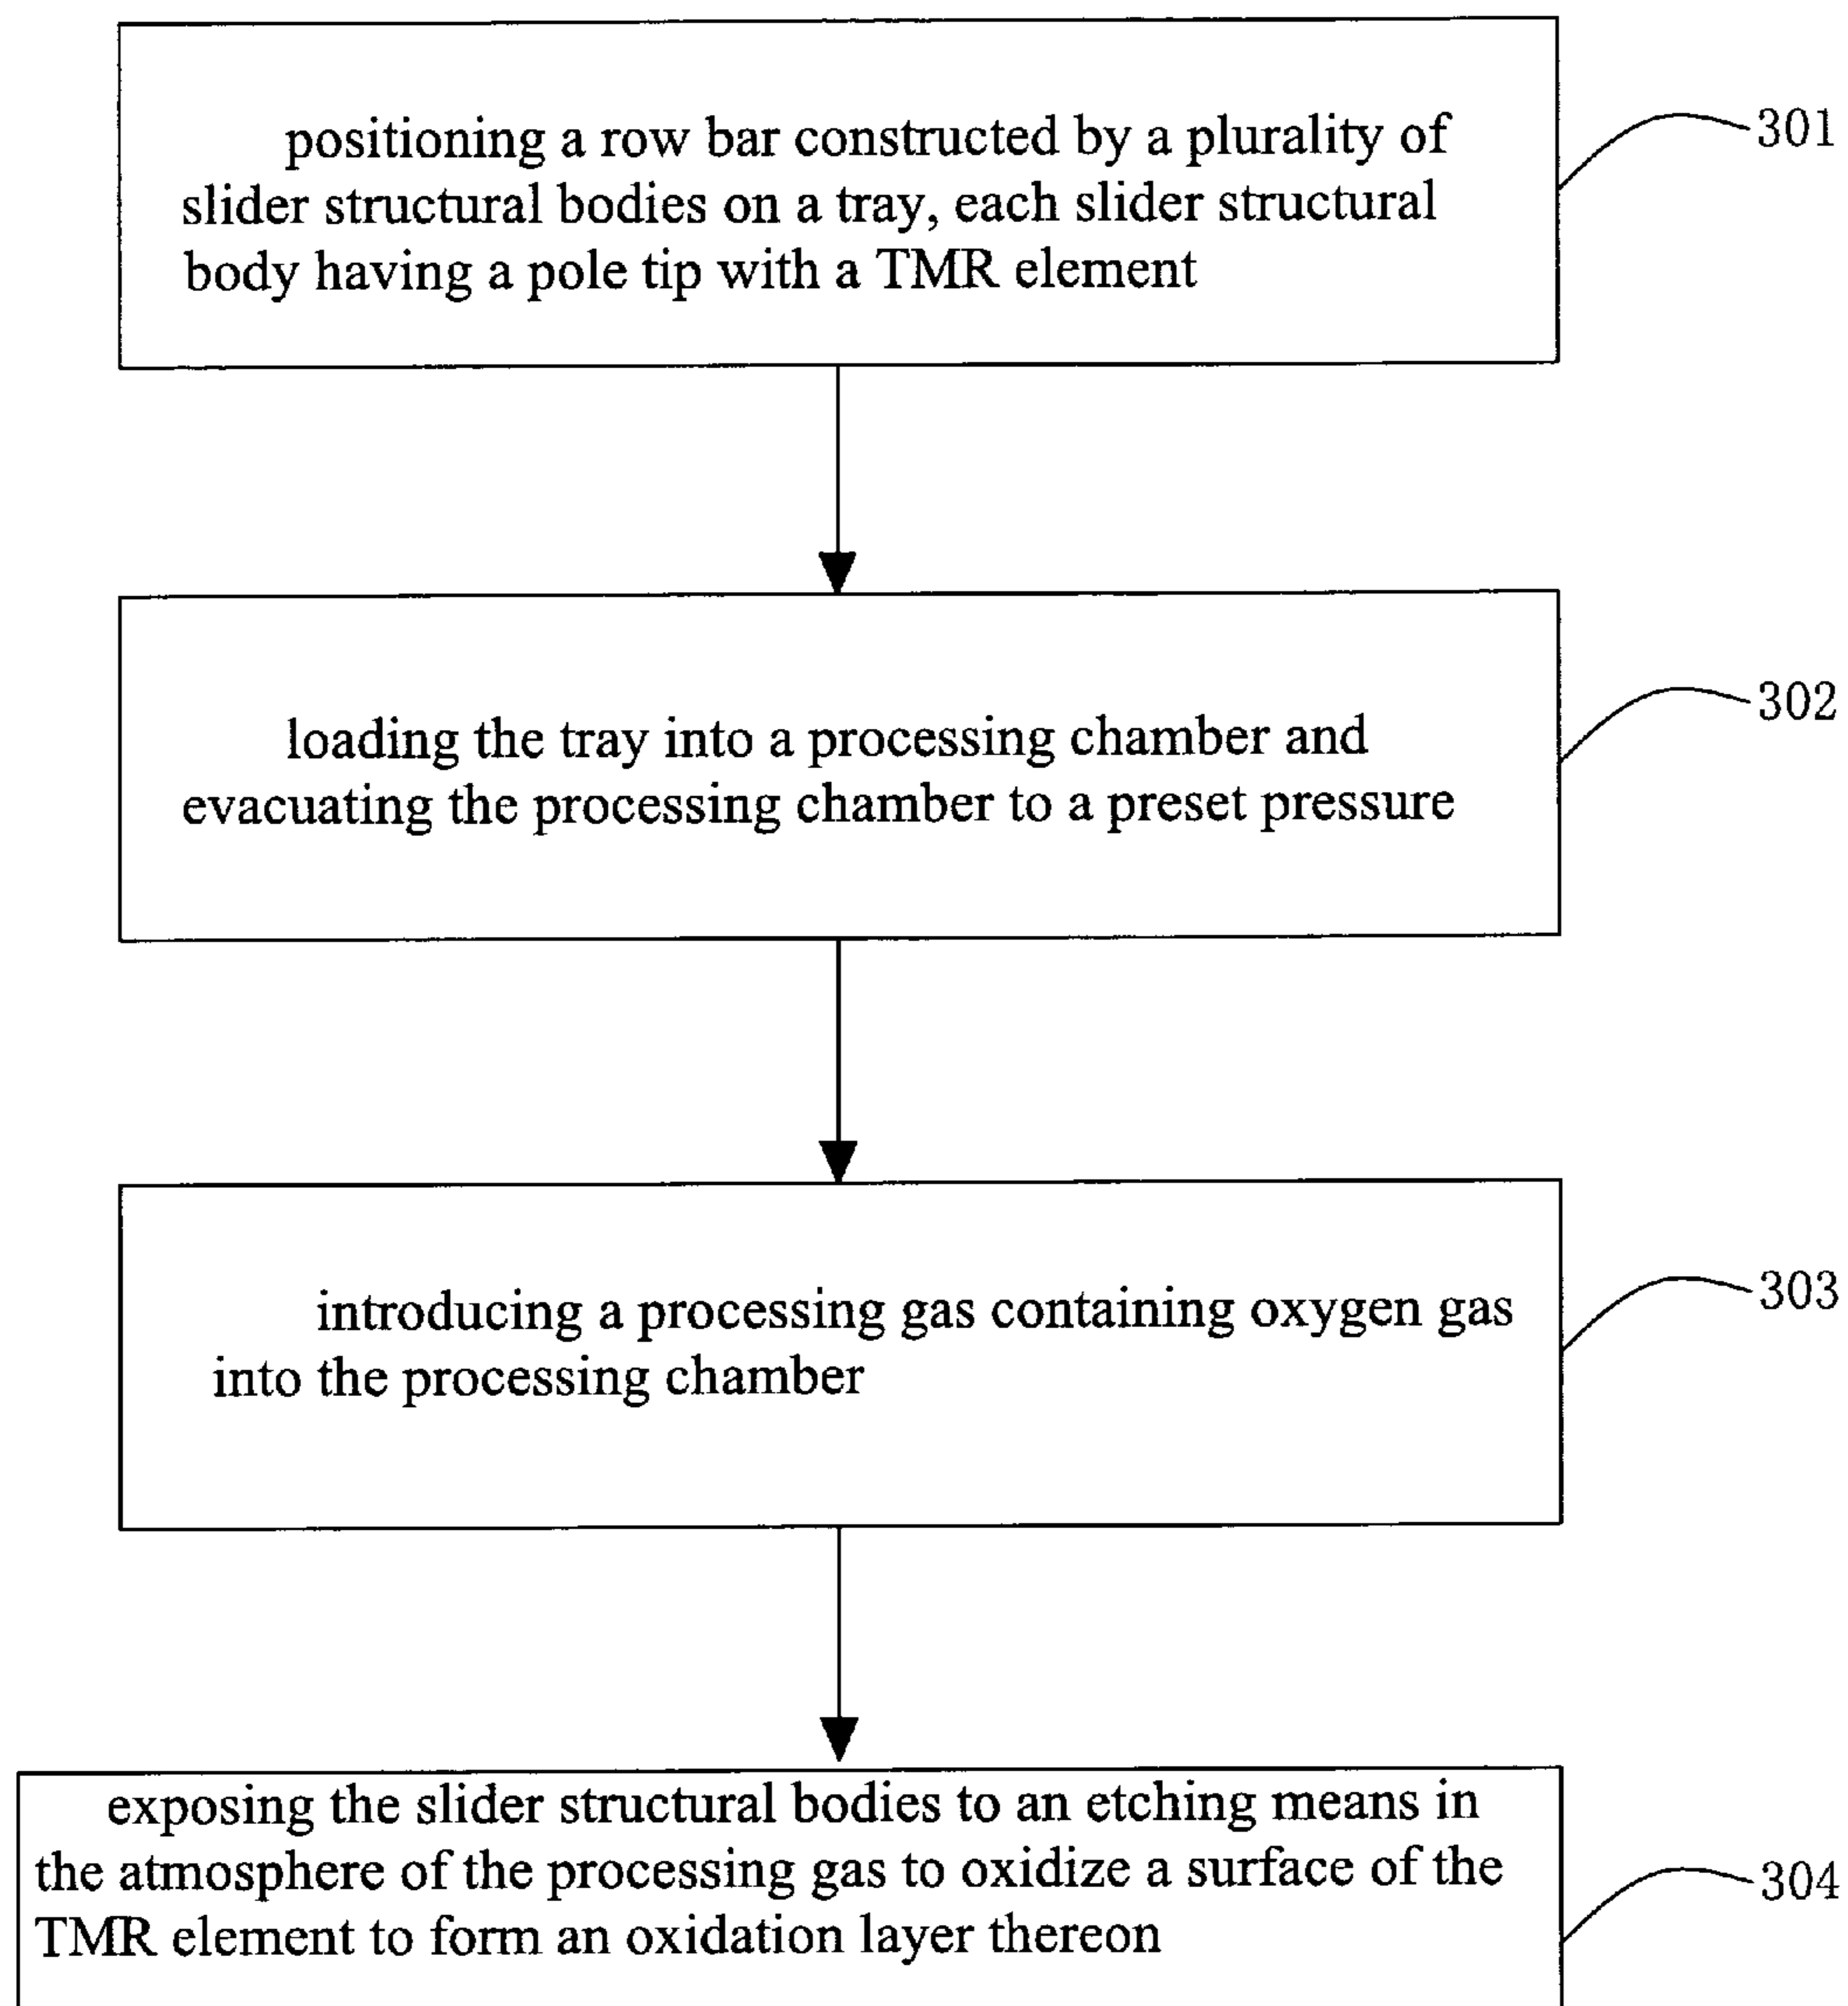 positioning a row bar constructed by a plurality of
slider structural bodies on a tray, each slider structural
body having a pole tip with a TMR element
301
loading the tray into a processing chamber and
evacuating the processing chamber to a preset pressure
302
introducing a processing gas containing oxygen gas
into the processing chamber
303
exposing the slider structural bodies to an etching means in
the atmosphere of the processing gas to oxidize a surface of the
TMR element to form an oxidation layer thereon
304